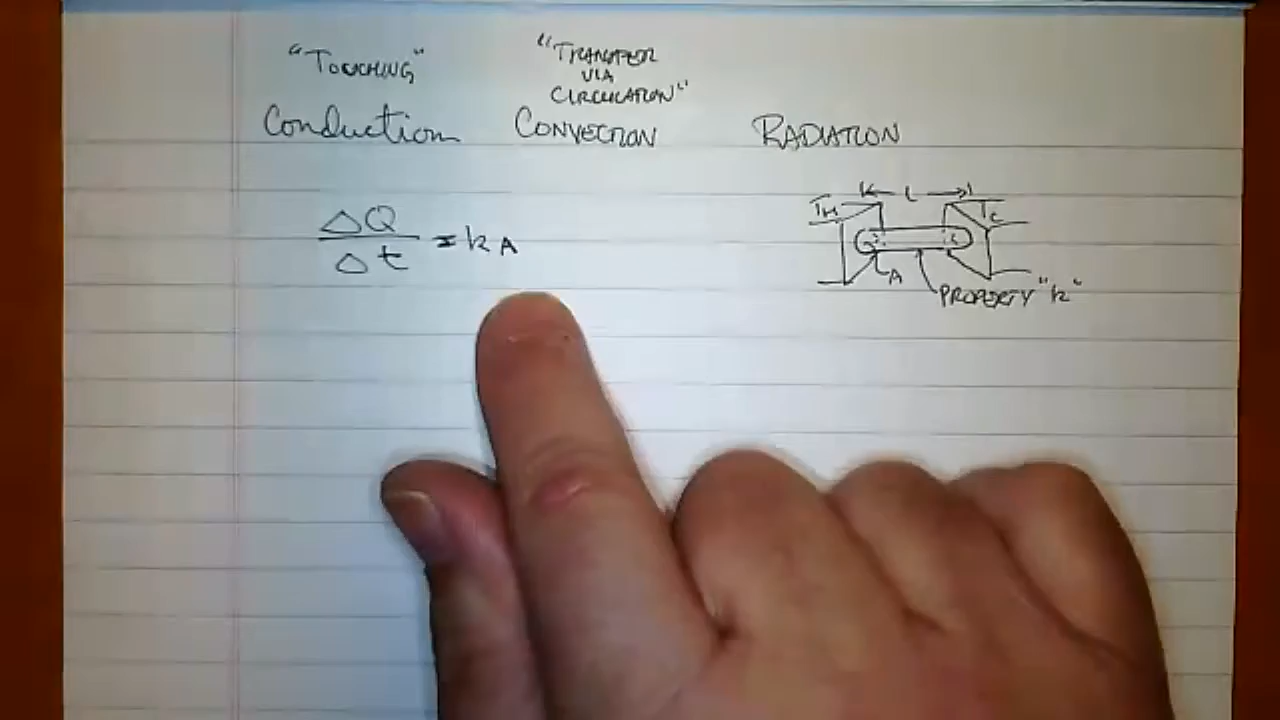 "TOUCHING"
"TRANSFER
VIA
CIRCULATION"
Conduction
CONVECTION
RADIATION
ΔQ
Δt
= kA
L
TH
TC
A
PROPERTY "k"